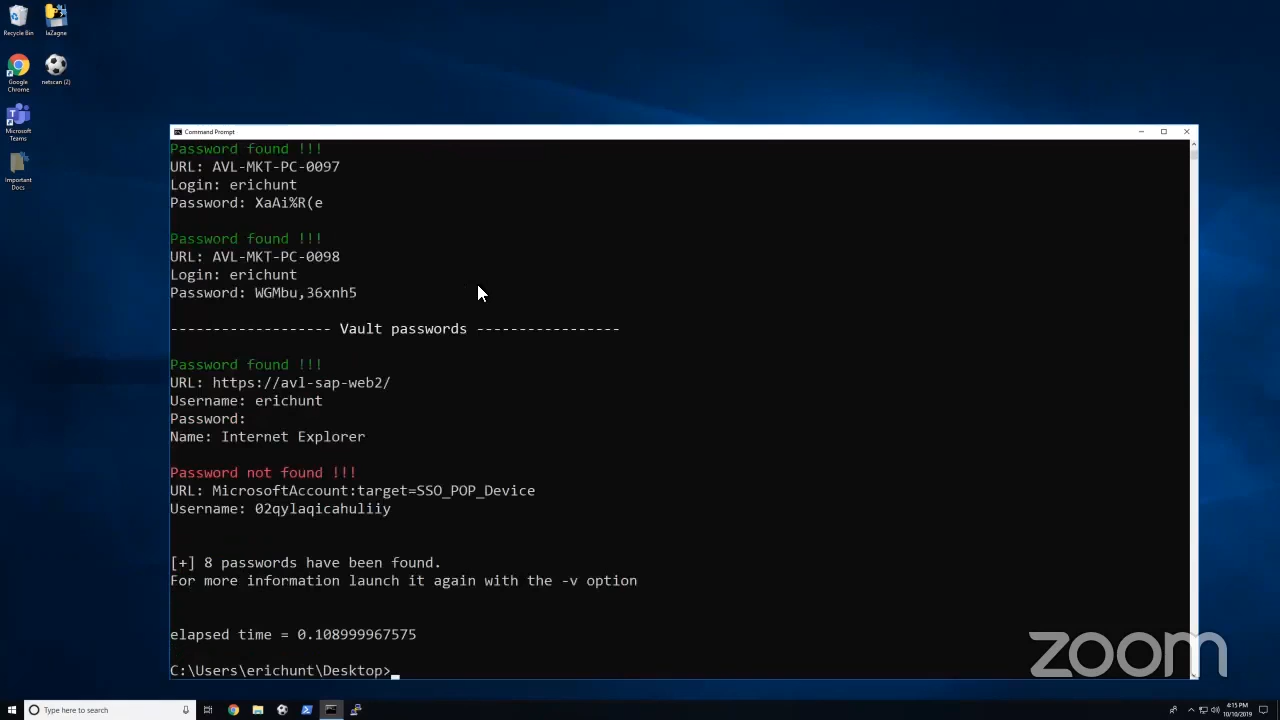 Recycle Bin
laZagne
Google Chrome
netscan (2)
Microsoft Teams
Important Docs
Command Prompt
Password found !!!
URL: AVL-MKT-PC-0097
Login: erichunt
Password: XaAi%R(e
Password found !!!
URL: AVL-MKT-PC-0098
Login: erichunt
Password: WGMbu,36xnh5
------------------- Vault passwords -----------------
Password found !!!
URL: https://avl-sap-web2/
Username: erichunt
Password:
Name: Internet Explorer
Password not found !!!
URL: MicrosoftAccount:target=SSO_POP_Device
Username: 02qylaqicahuliiy
[+] 8 passwords have been found.
For more information launch it again with the -v option
elapsed time = 0.108999967575
C:\Users\erichunt\Desktop>
zoom
Type here to search
4:15 PM
10/10/2019